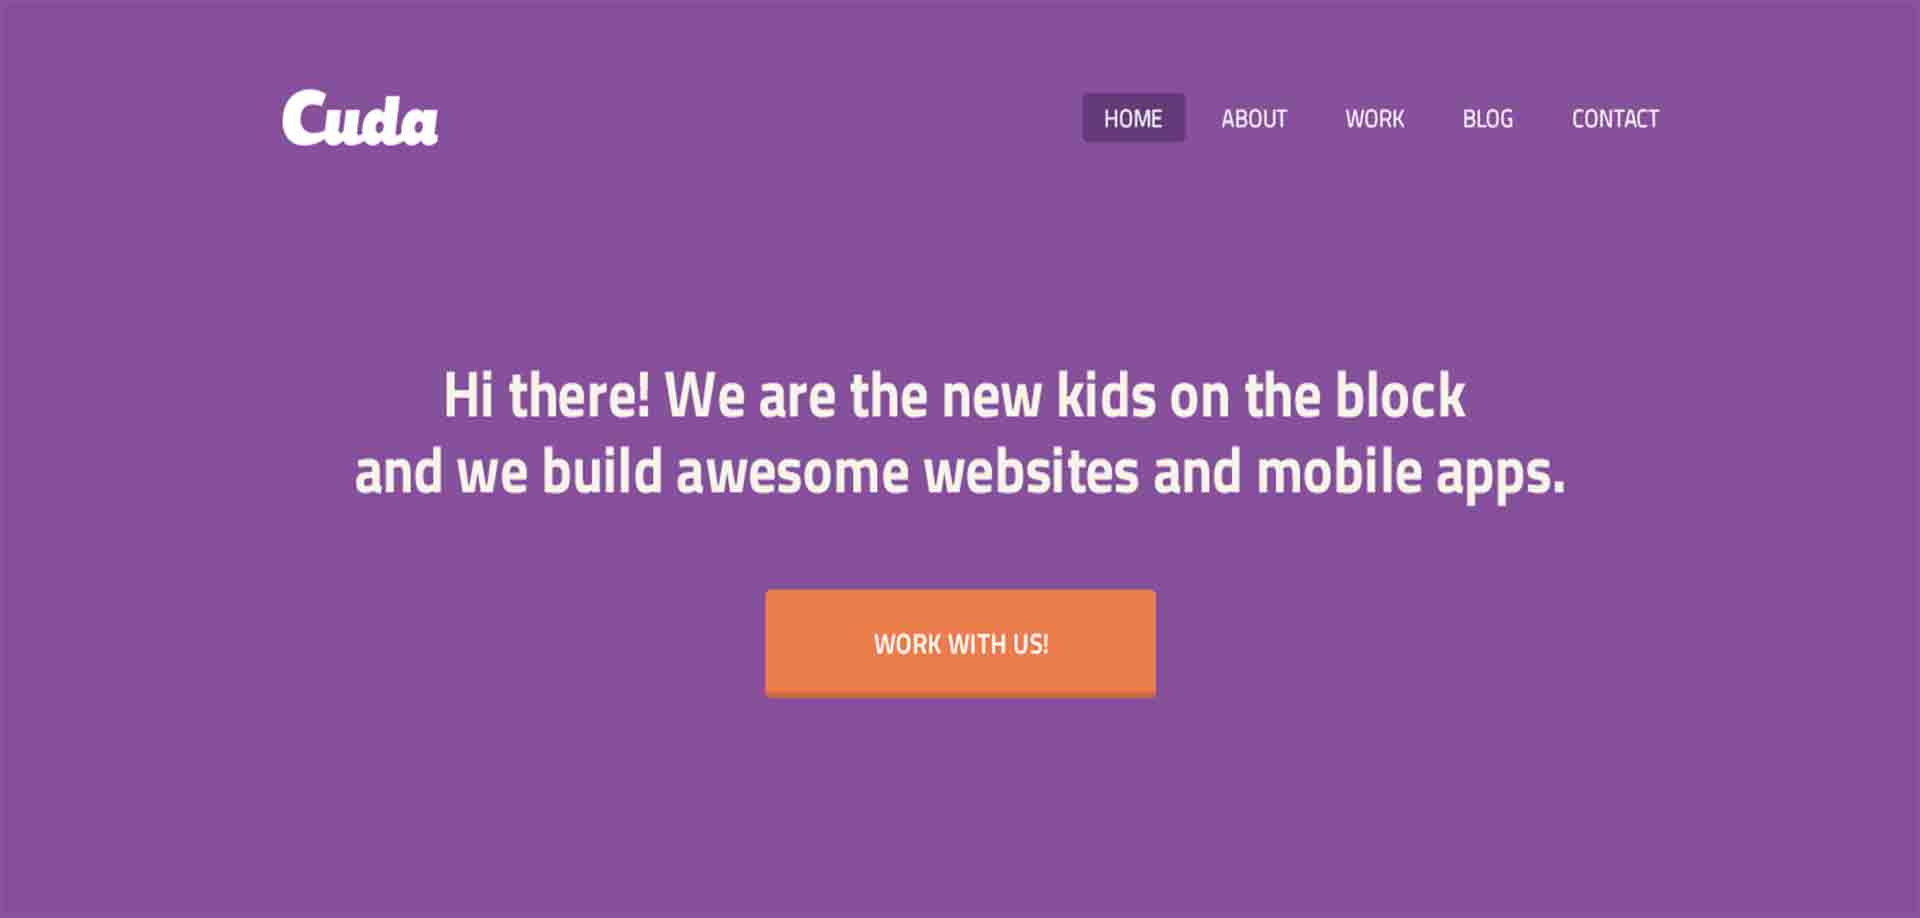 Cuda
HOME ABOUT WORK BLOG CONTACT
Hi there! We are the new kids on the block
and we build awesome websites and mobile apps.
WORK WITH US!